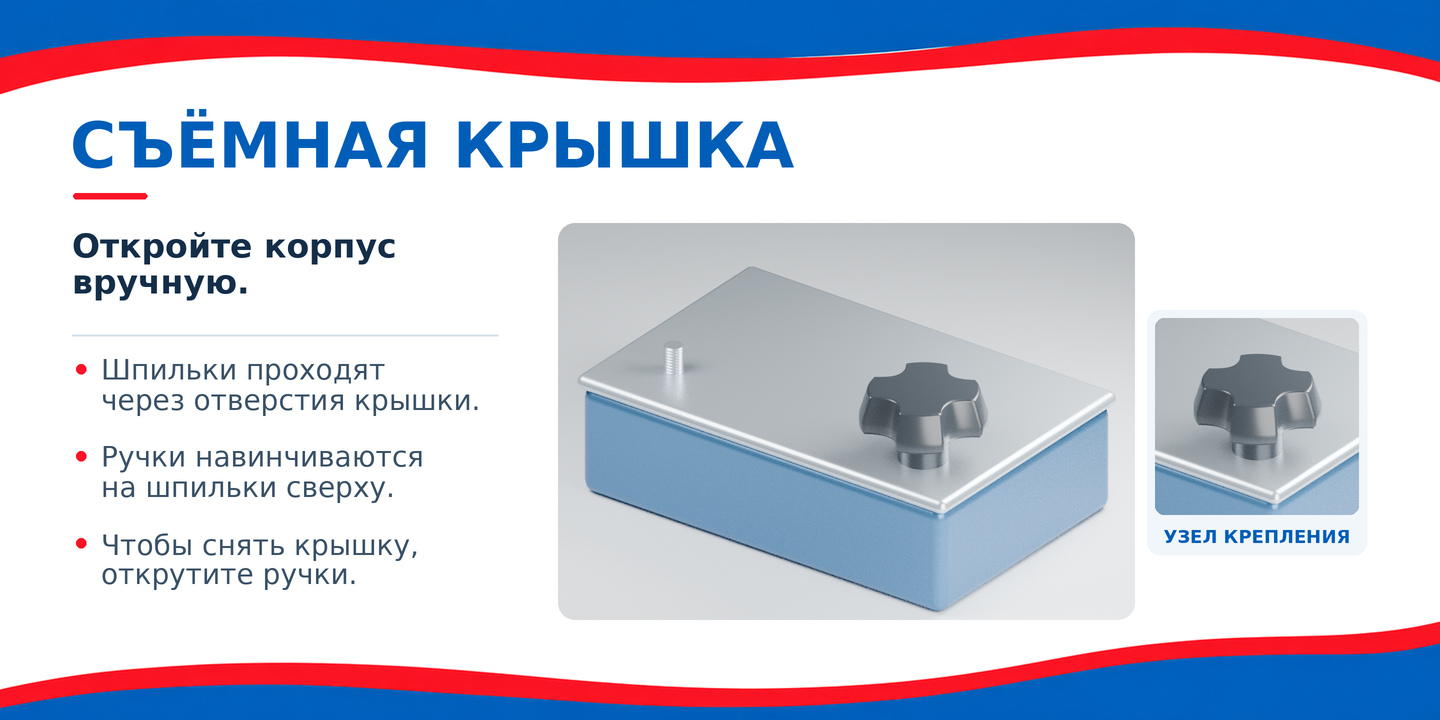 СЪЁМНАЯ КРЫШКА
Откройте корпус
вручную.
Шпильки проходят
через отверстия крышки.
Ручки навинчиваются
на шпильки сверху.
Чтобы снять крышку,
открутите ручки.
УЗЕЛ КРЕПЛЕНИЯ